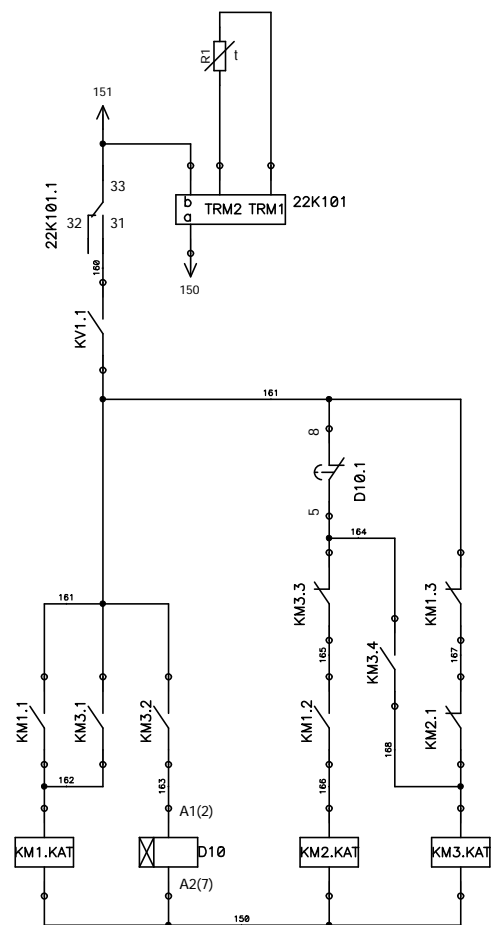 R1
t
151
33
22K101.1
32
31
b
a
TRM2
TRM1
22K101
160
150
KV1.1
161
8
D10.1
5
164
161
KM3.3
KM1.3
165
KM3.4
167
KM1.1
KM3.1
KM3.2
KM1.2
KM2.1
168
162
163
166
A1(2)
KM1.KAT
D10
KM2.KAT
KM3.KAT
A2(7)
150